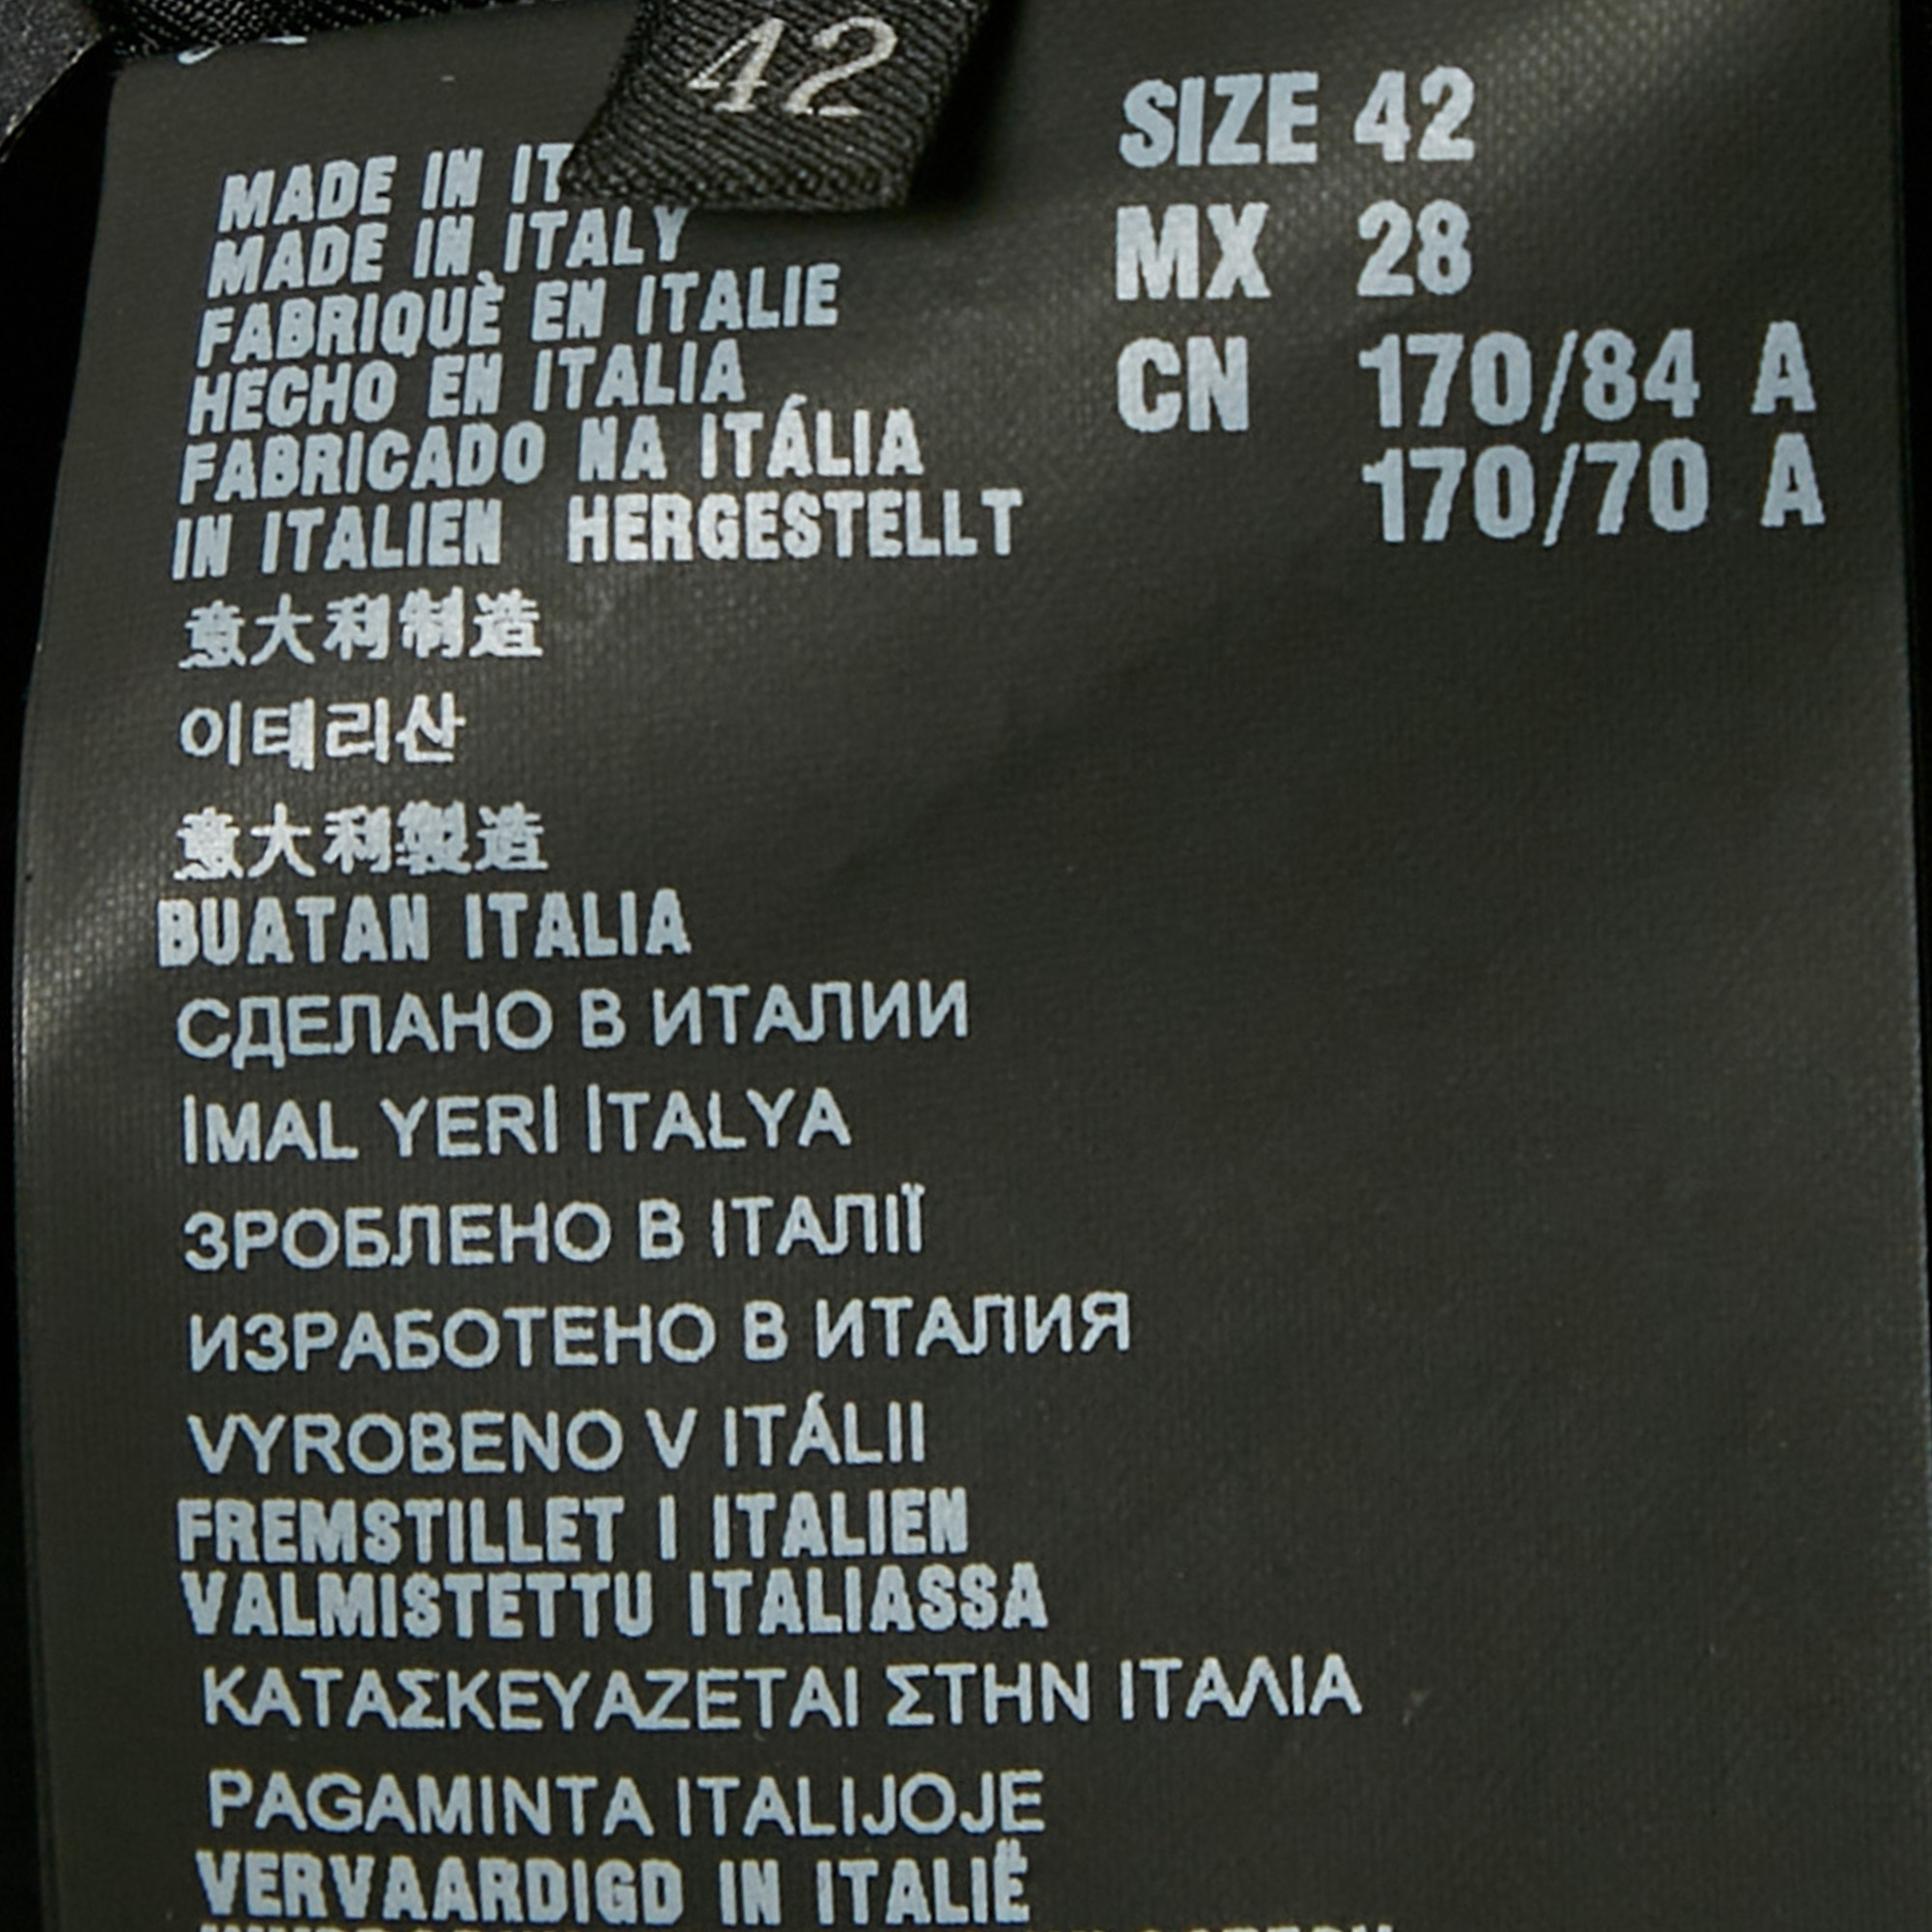 42
MADE IN IT
MADE IN ITALY
FABRIQUÈ EN ITALIE
HECHO EN ITALIA
FABRICADO NA ITÁLIA
IN ITALIEN HERGESTELLT
意大利制造
이태리산
意大利製造
BUATAN ITALIA
СДЕЛАНО В ИТАЛИИ
İMAL YERİ İTALYA
ЗРОБЛЕНО В ІТАЛІЇ
ИЗРАБОТЕНО В ИТАЛИЯ
VYROBENO V ITÁLII
FREMSTILLET I ITALIEN
VALMISTETTU ITALIASSA
ΚΑΤΑΣΚΕΥΑΖΕΤΑΙ ΣΤΗΝ ΙΤΑΛΙΑ
PAGAMINTA ITALIJOJE
VERVAARDIGD IN ITALIË
SIZE 42
MX 28
CN 170/84 A
170/70 A